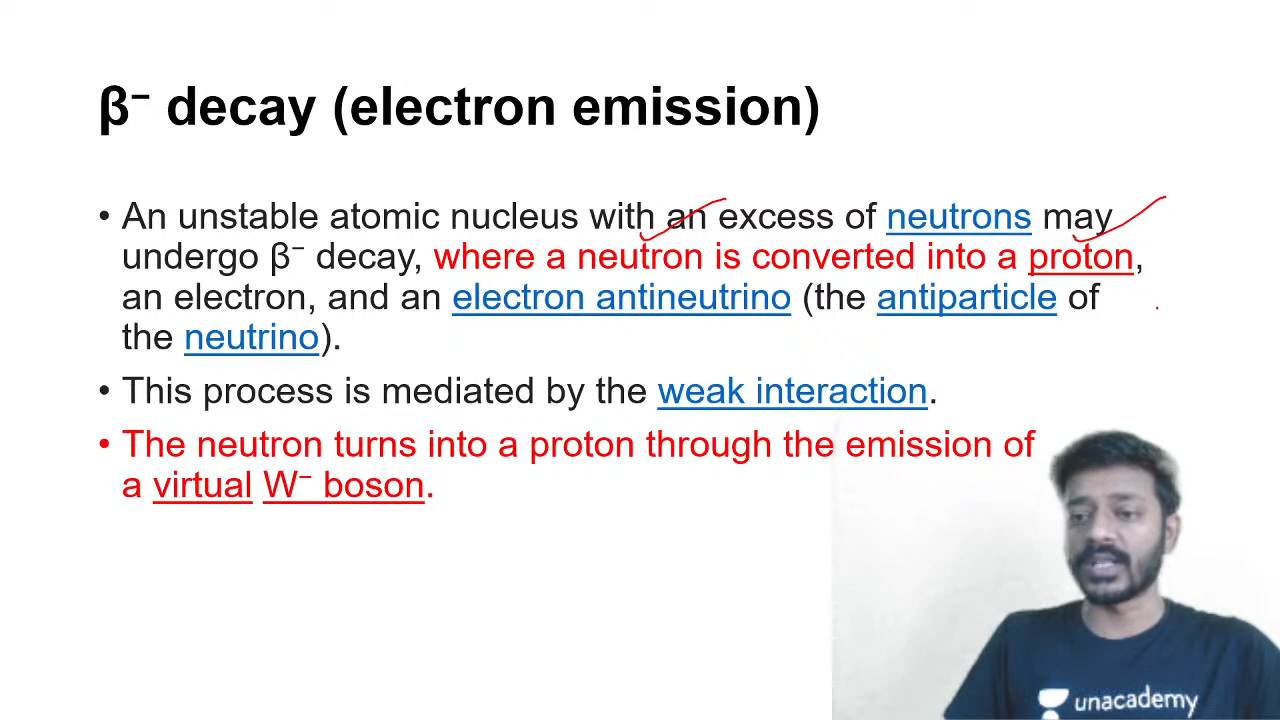 β⁻ decay (electron emission)
• An unstable atomic nucleus with an excess of neutrons may
undergo β⁻ decay, where a neutron is converted into a proton,
an electron, and an electron antineutrino (the antiparticle of
the neutrino).
• This process is mediated by the weak interaction.
• The neutron turns into a proton through the emission of
a virtual W⁻ boson.
unacademy